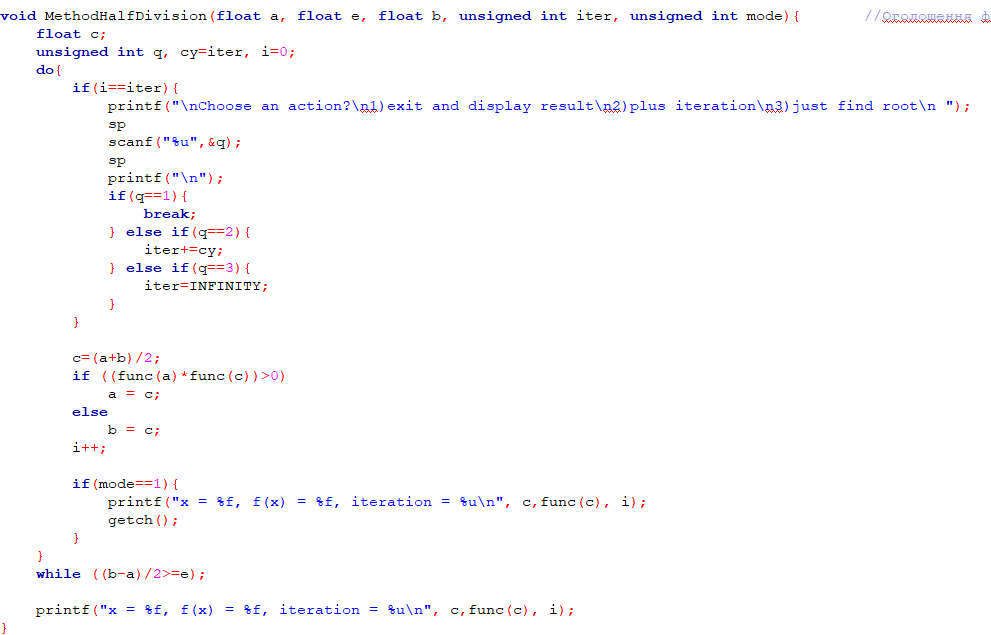 void MethodHalfDivision(float a, float e, float b, unsigned int iter, unsigned int mode){ //Оголошення ф
float c;
unsigned int q, cy=iter, i=0;
do{
if(i==iter){
printf("\nChoose an action?\n1)exit and display result\n2)plus iteration\n3)just find root\n ");
sp
scanf("%u",&q);
sp
printf("\n");
if(q==1){
break;
} else if(q==2){
iter+=cy;
} else if(q==3){
iter=INFINITY;
}
}
c=(a+b)/2;
if ((func(a)*func(c))>0)
a = c;
else
b = c;
i++;
if(mode==1){
printf("x = %f, f(x) = %f, iteration = %u\n", c,func(c), i);
getch();
}
}
while ((b-a)/2>=e);
printf("x = %f, f(x) = %f, iteration = %u\n", c,func(c), i);
}